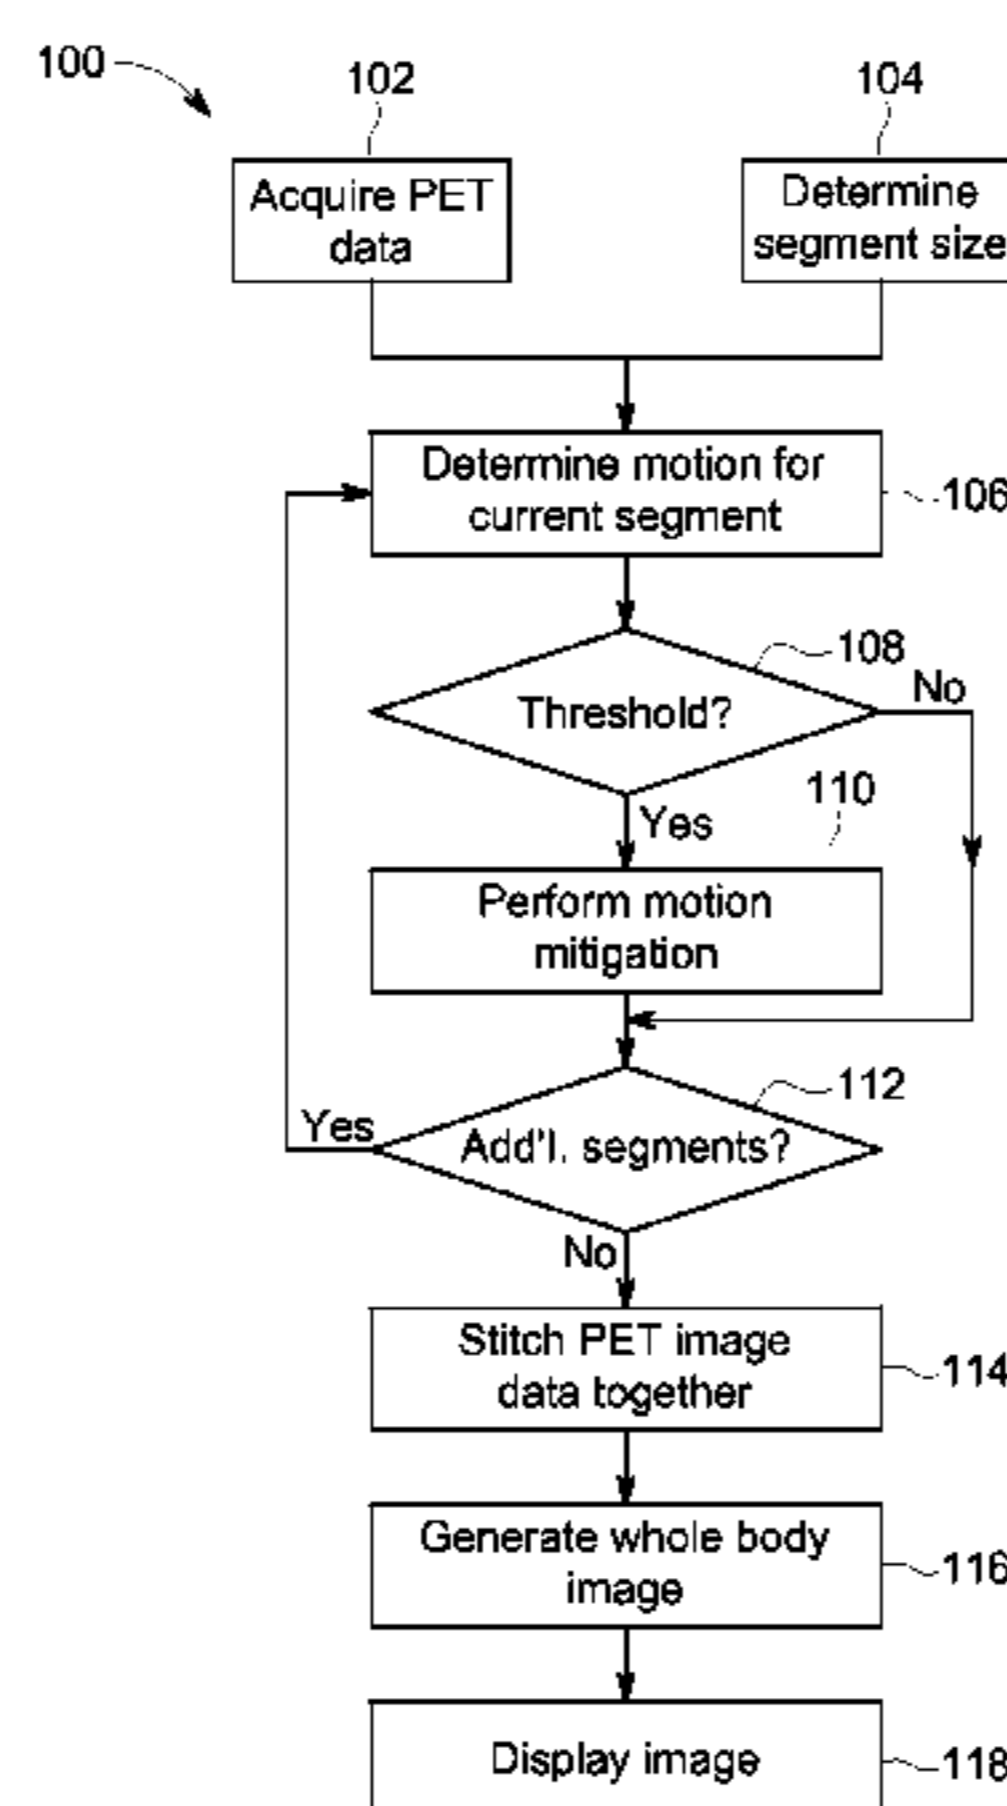 100
102
104
Acquire PET
data
Determine
segment size
Determine motion for
current segment
106
108
Threshold?
No
110
Yes
Perform motion
mitigation
112
Yes
Add'l. segments?
No
Stitch PET image
data together
114
Generate whole body
image
116
Display image
118